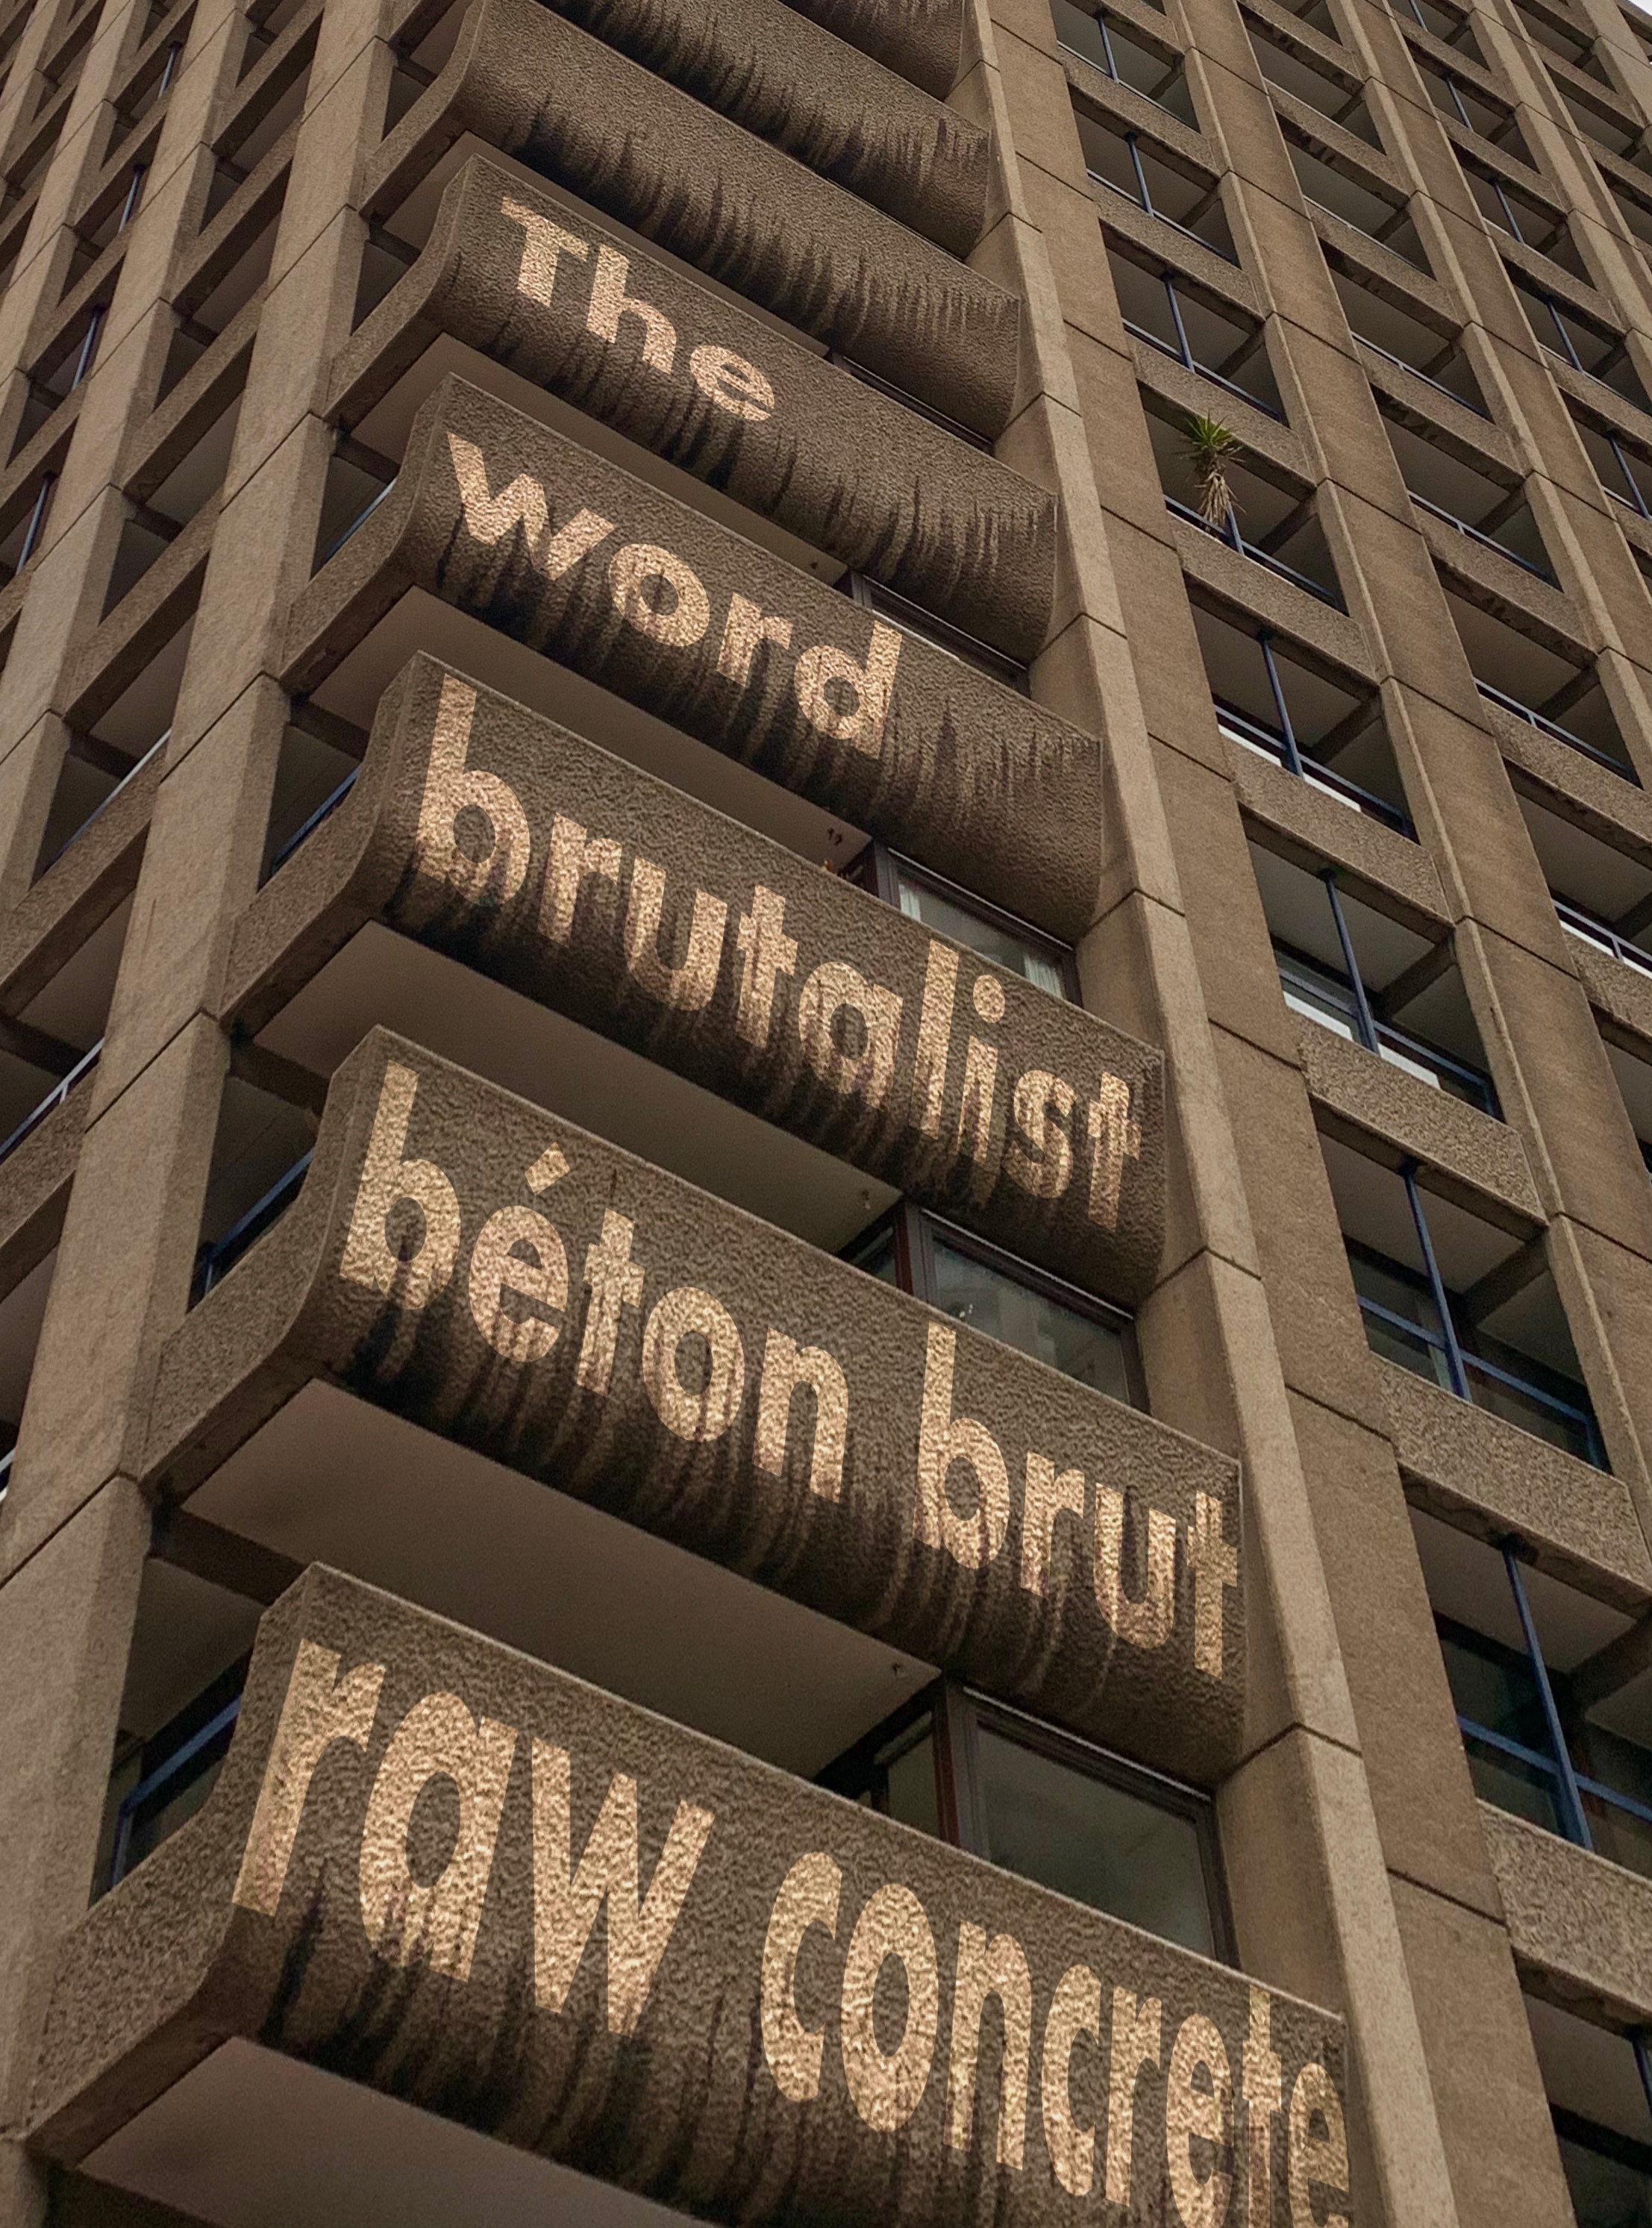 The
word
brutalist
béton brut
raw concrete